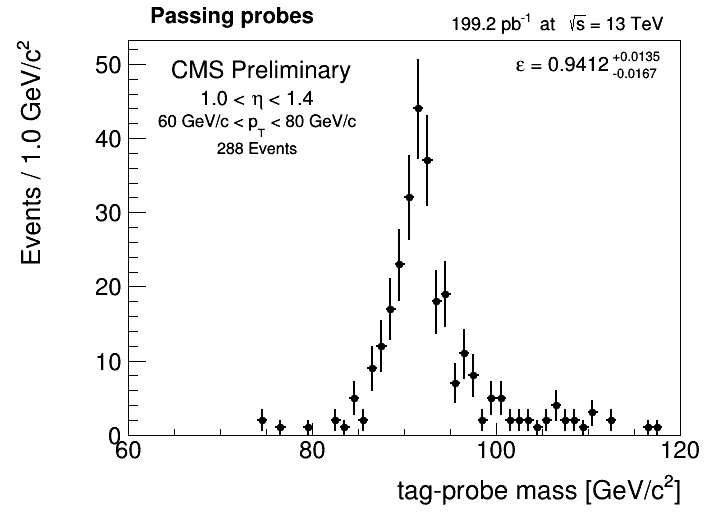 Passing probes
199.2 pb⁻¹ at √s = 13 TeV
CMS Preliminary
1.0 < η < 1.4
60 GeV/c < p_T < 80 GeV/c
288 Events
ε = 0.9412 +0.0135 -0.0167
Events / 1.0 GeV/c²
50
40
30
20
10
0
60 80 100 120
tag-probe mass [GeV/c²]